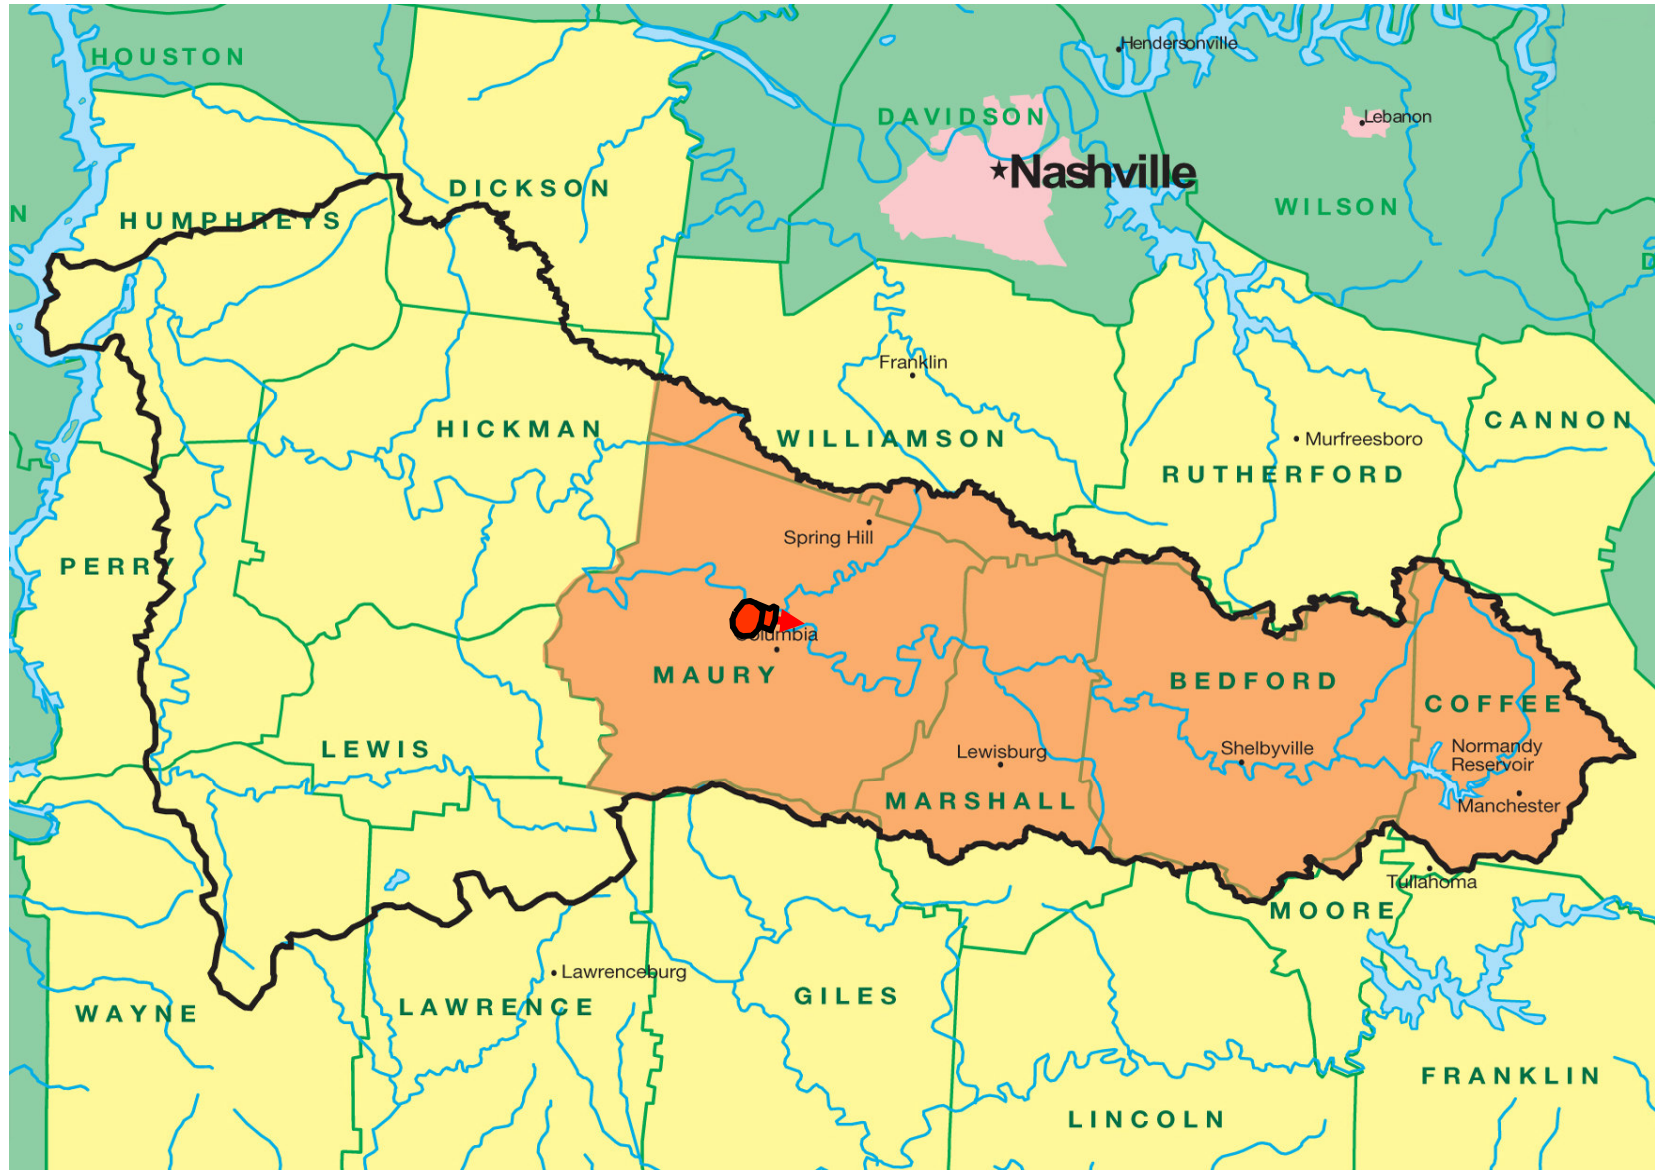 Hendersonville
HOUSTON
DAVIDSON
Lebanon
Nashville
DICKSON
N
HUMPHREYS
WILSON
D
Franklin
CANNON
HICKMAN
WILLIAMSON
Murfreesboro
RUTHERFORD
Spring Hill
PERRY
Columbia
MAURY
BEDFORD
COFFEE
LEWIS
Lewisburg
Shelbyville
Normandy
Reservoir
MARSHALL
Manchester
Tullahoma
MOORE
Lawrenceburg
WAYNE
LAWRENCE
GILES
FRANKLIN
LINCOLN